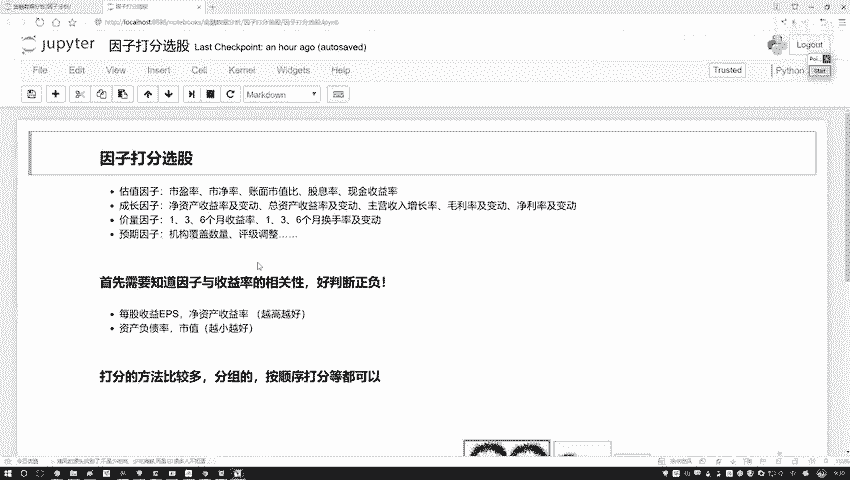 jupyter 因子打分选股 Last Checkpoint: an hour ago (autosaved)
Logout
File Edit View Insert Cell Kernel Widgets Help
Trusted
Python
Start
Markdown
因子打分选股
估值因子：市盈率、市净率、账面市值比、股息率、现金收益率
成长因子：净资产收益率及变动、总资产收益率及变动、主营收入增长率、毛利率及变动、净利率及变动
价量因子：1、3、6个月收益率、1、3、6个月换手率及变动
预期因子：机构覆盖数量、评级调整……
首先需要知道因子与收益率的相关性，好判断正负！
每股收益EPS，净资产收益率 （越高越好）
资产负债率，市值（越小越好）
打分的方法比较多，分组的，按顺序打分等都可以